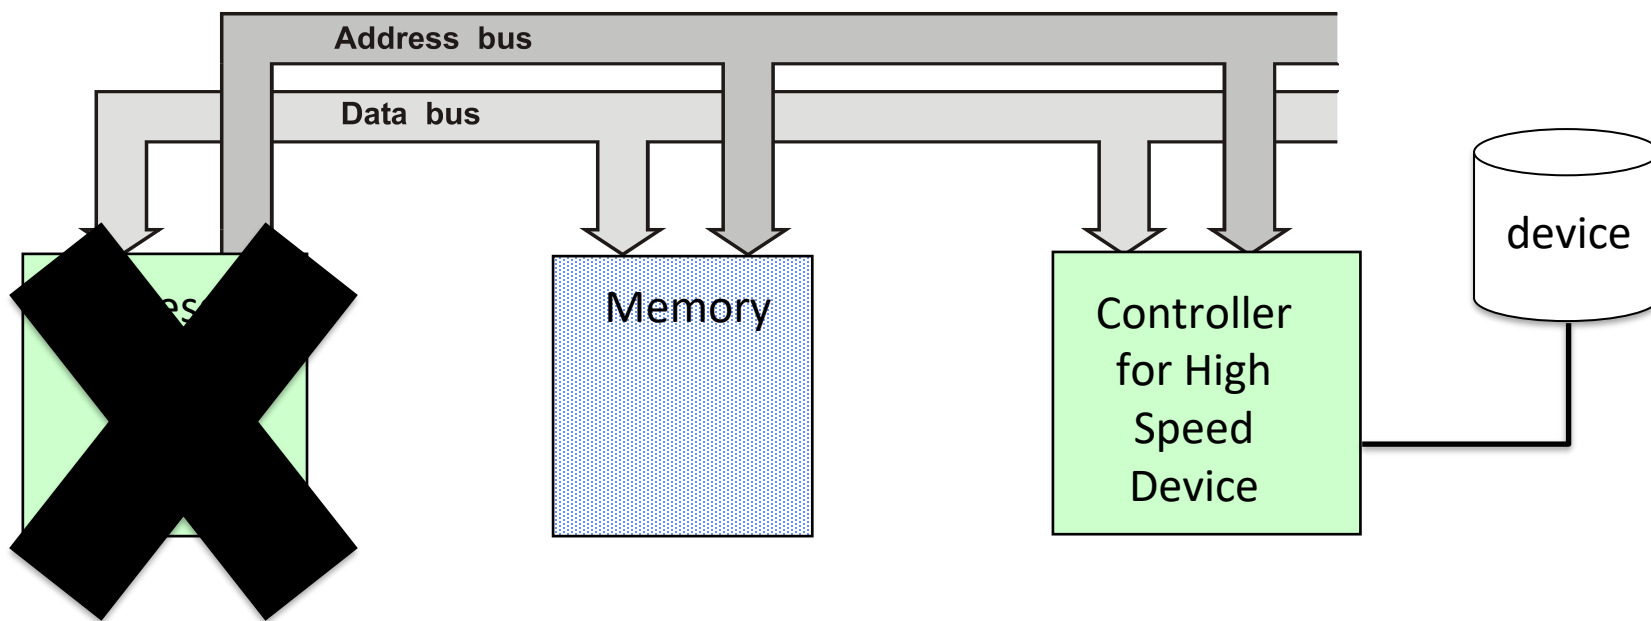 Address bus
Data bus
device
Memory
Controller
for High
Speed
Device